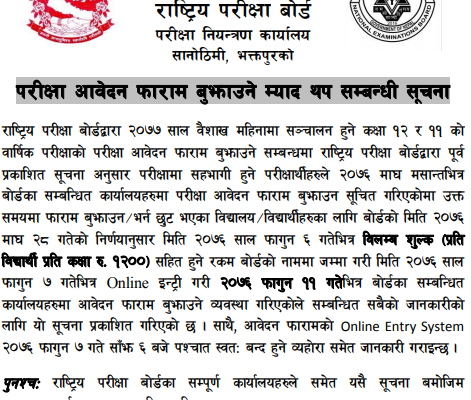 राष्ट्रिय परीक्षा बोर्ड
परीक्षा नियन्त्रण कार्यालय
सानोठिमी, भक्तपुरको
परीक्षा आवेदन फाराम बुझाउने म्याद थप सम्बन्धी सूचना
राष्ट्रिय परीक्षा बोर्डद्वारा २०७७ साल वैशाख महिनामा सञ्चालन हुने कक्षा १२ र ११ को
वार्षिक परीक्षाको परीक्षा आवेदन फाराम बुझाउने सम्बन्धमा राष्ट्रिय परीक्षा बोर्डद्वारा पूर्व
प्रकाशित सूचना अनुसार परीक्षामा सहभागी हुने परीक्षार्थीहरुले २०७६ माघ मसान्तभित्र
बोर्डका सम्बन्धित कार्यालयहरुमा परीक्षा आवेदन फाराम बुझाउन सूचित गरिएकोमा उक्त
समयमा फाराम बुझाउन/भर्न छुट भएका विद्यालय/विद्यार्थीहरुका लागि बोर्डको मिति २०७६
माघ २८ गतेको निर्णयानुसार मिति २०७६ साल फागुन ६ गतेभित्र विलम्ब शुल्क (प्रति
विद्यार्थी प्रति कक्षा रु. १२००) सहित हुने रकम बोर्डको नाममा जम्मा गरी मिति २०७६ साल
फागुन ७ गतेभित्र Online इन्ट्री गरी २०७६ फागुन ११ गतेभित्र बोर्डका सम्बन्धित
कार्यालयहरुमा आवेदन फाराम बुझाउने व्यवस्था गरिएकोले सम्बन्धित सबैको जानकारीको
लागि यो सूचना प्रकाशित गरिएको छ । साथै, आवेदन फारामको Online Entry System
२०७६ फागुन ७ गते साँझ ६ बजे पश्चात स्वत: बन्द हुने व्यहोरा समेत जानकारी गराइन्छ ।
पुनश्च: राष्ट्रिय परीक्षा बोर्डका सम्पूर्ण कार्यालयहरुले समेत यसै सूचना बमोजिम